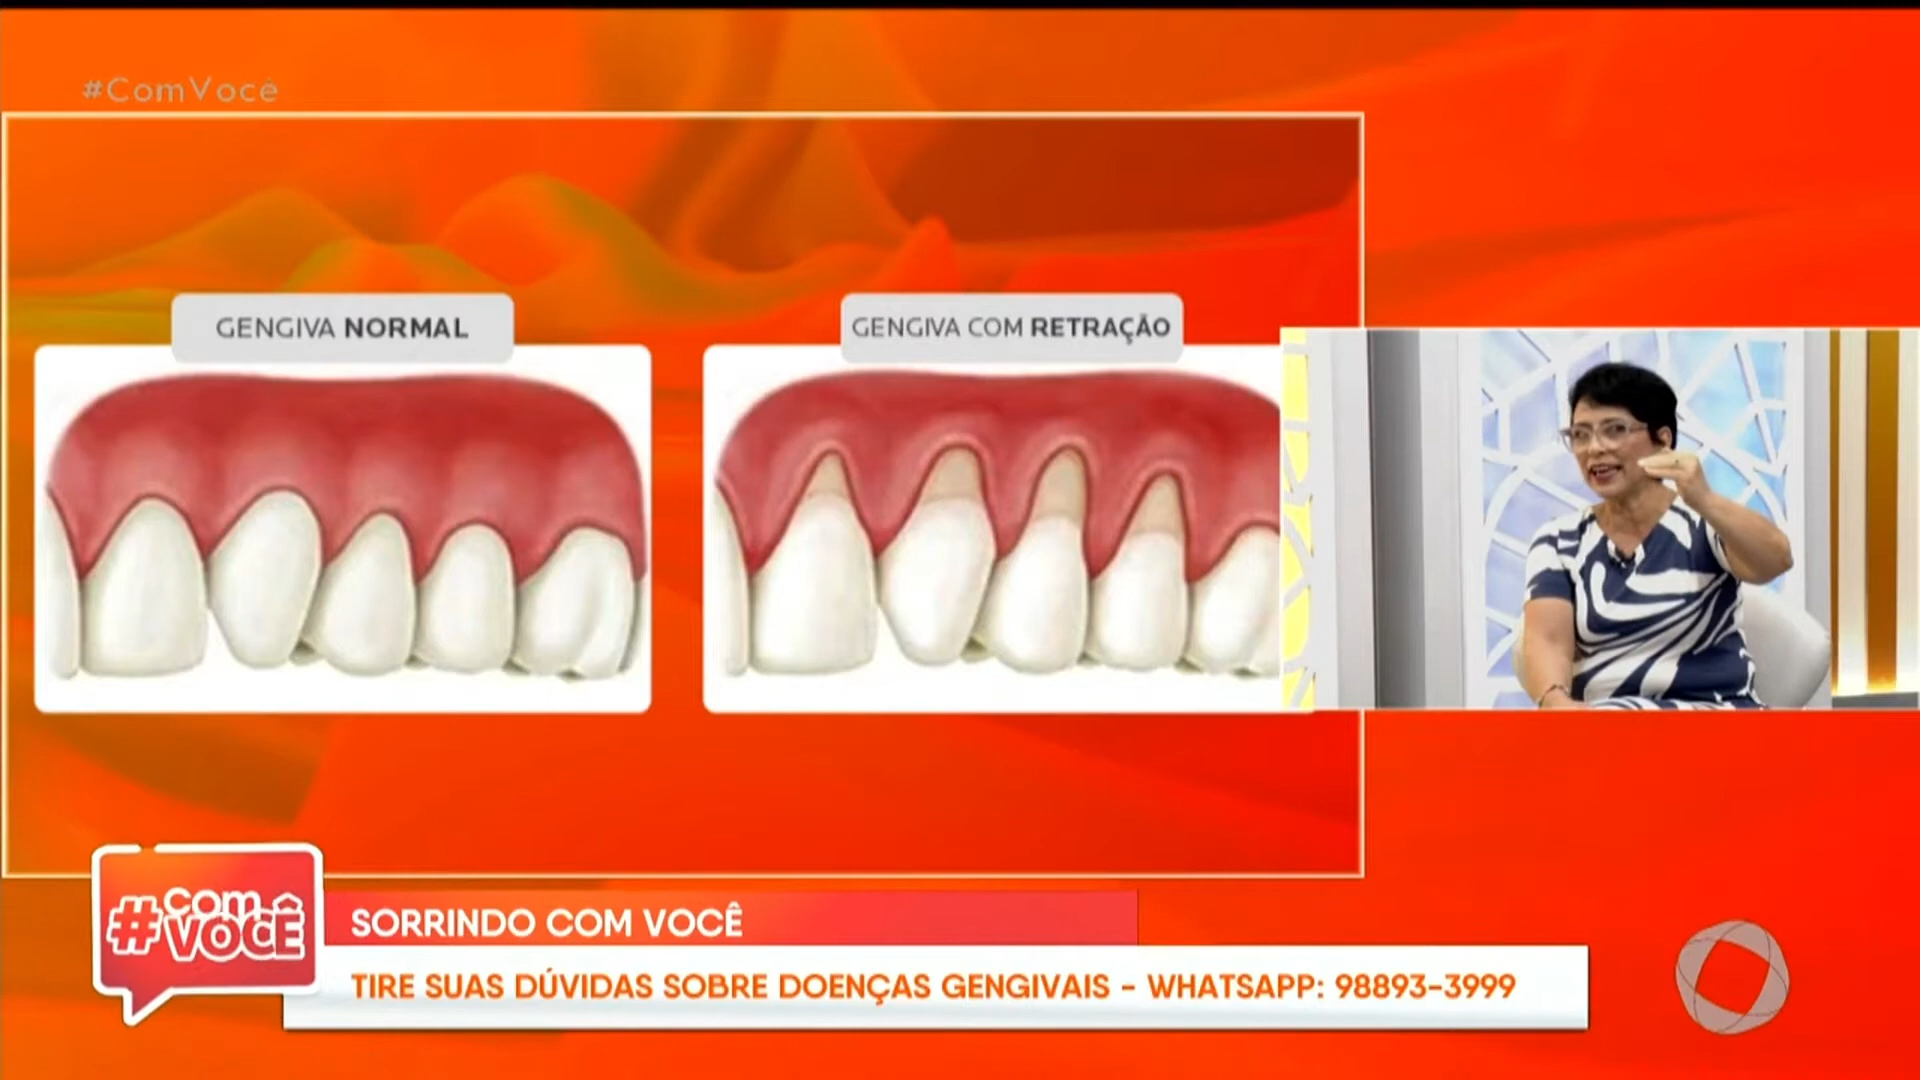 #ComVocê
GENGIVA NORMAL
GENGIVA COM RETRAÇÃO
#com
VOCÊ
SORRINDO COM VOCÊ
TIRE SUAS DÚVIDAS SOBRE DOENÇAS GENGIVAIS - WHATSAPP: 98893-3999